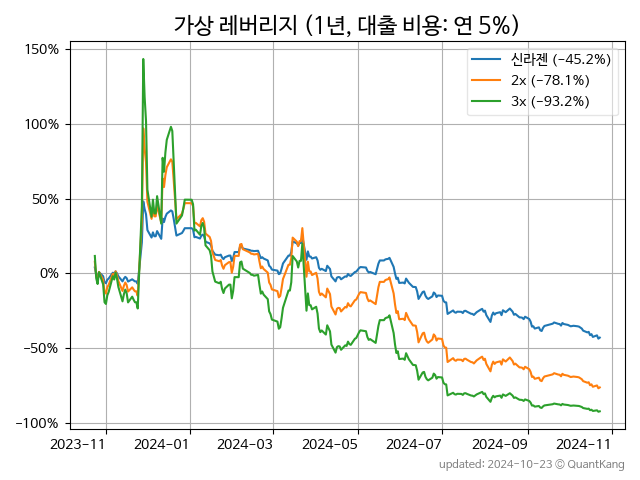 가상 레버리지 (1년, 대출 비용: 연 5%)
150%
100%
50%
0%
−50%
−100%
신라젠 (−45.2%)
2x (−78.1%)
3x (−93.2%)
2023-11 2024-01 2024-03 2024-05 2024-07 2024-09 2024-11
updated: 2024-10-23 © QuantKang